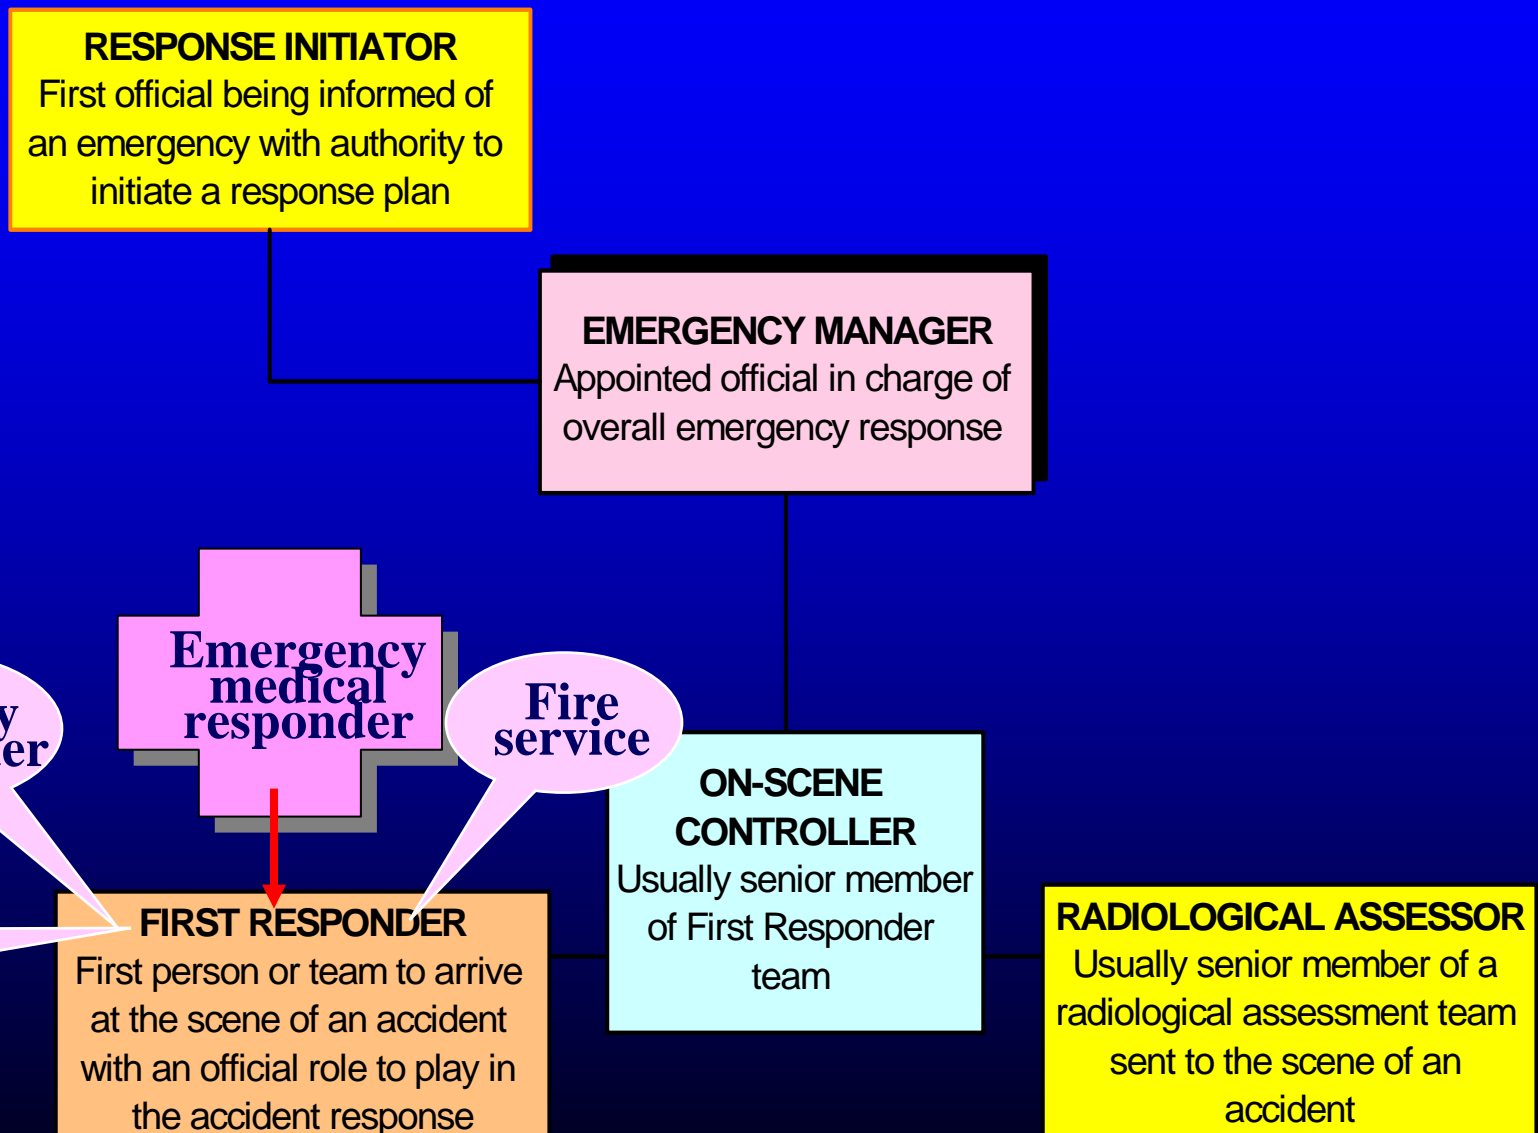 RESPONSE INITIATOR
First official being informed of
an emergency with authority to
initiate a response plan
EMERGENCY MANAGER
Appointed official in charge of
overall emergency response
Emergency
medical
responder
Fire
service
ON-SCENE
CONTROLLER
Usually senior member
of First Responder
team
FIRST RESPONDER
First person or team to arrive
at the scene of an accident
with an official role to play in
the accident response
RADIOLOGICAL ASSESSOR
Usually senior member of a
radiological assessment team
sent to the scene of an
accident